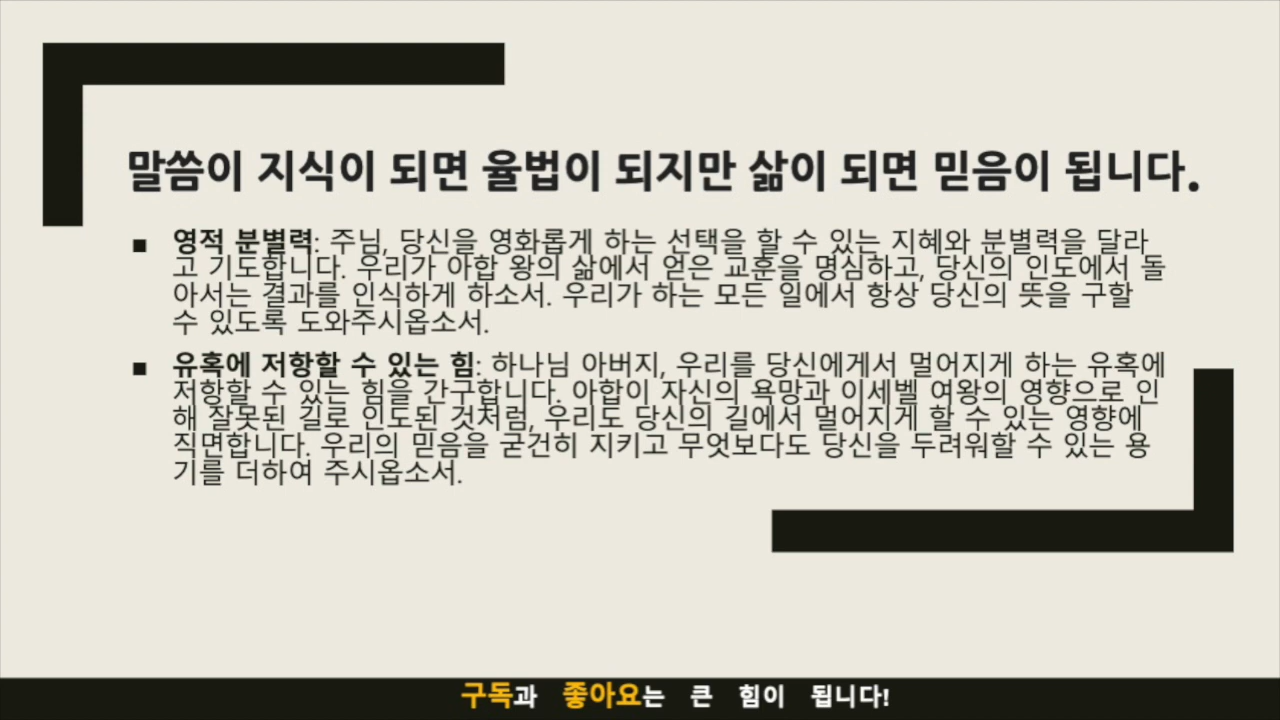 말씀이 지식이 되면 율법이 되지만 삶이 되면 믿음이 됩니다.
■ 영적 분별력: 주님, 당신을 영화롭게 하는 선택을 할 수 있는 지혜와 분별력을 달라
고 기도합니다. 우리가 아합 왕의 삶에서 얻은 교훈을 명심하고, 당신의 인도에서 돌
아서는 결과를 인식하게 하소서. 우리가 하는 모든 일에서 항상 당신의 뜻을 구할
수 있도록 도와주시옵소서.
■ 유혹에 저항할 수 있는 힘: 하나님 아버지, 우리를 당신에게서 멀어지게 하는 유혹에
저항할 수 있는 힘을 간구합니다. 아합이 자신의 욕망과 이세벨 여왕의 영향으로 인
해 잘못된 길로 인도된 것처럼, 우리도 당신의 길에서 멀어지게 할 수 있는 영향에
직면합니다. 우리의 믿음을 굳건히 지키고 무엇보다도 당신을 두려워할 수 있는 용
기를 더하여 주시옵소서.
구독과 좋아요는 큰 힘이 됩니다!